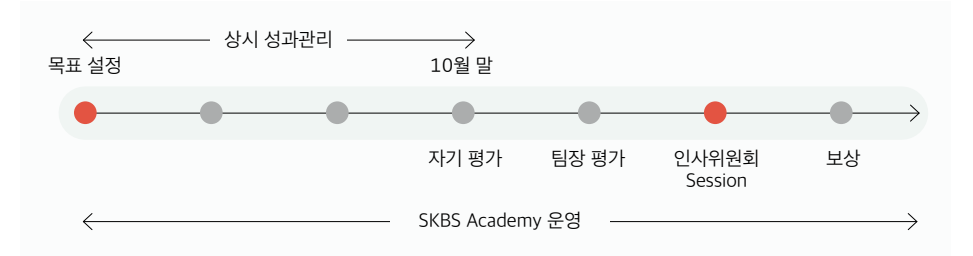 상시 성과관리
목표 설정
10월 말
자기 평가
팀장 평가
인사위원회
Session
보상
SKBS Academy 운영